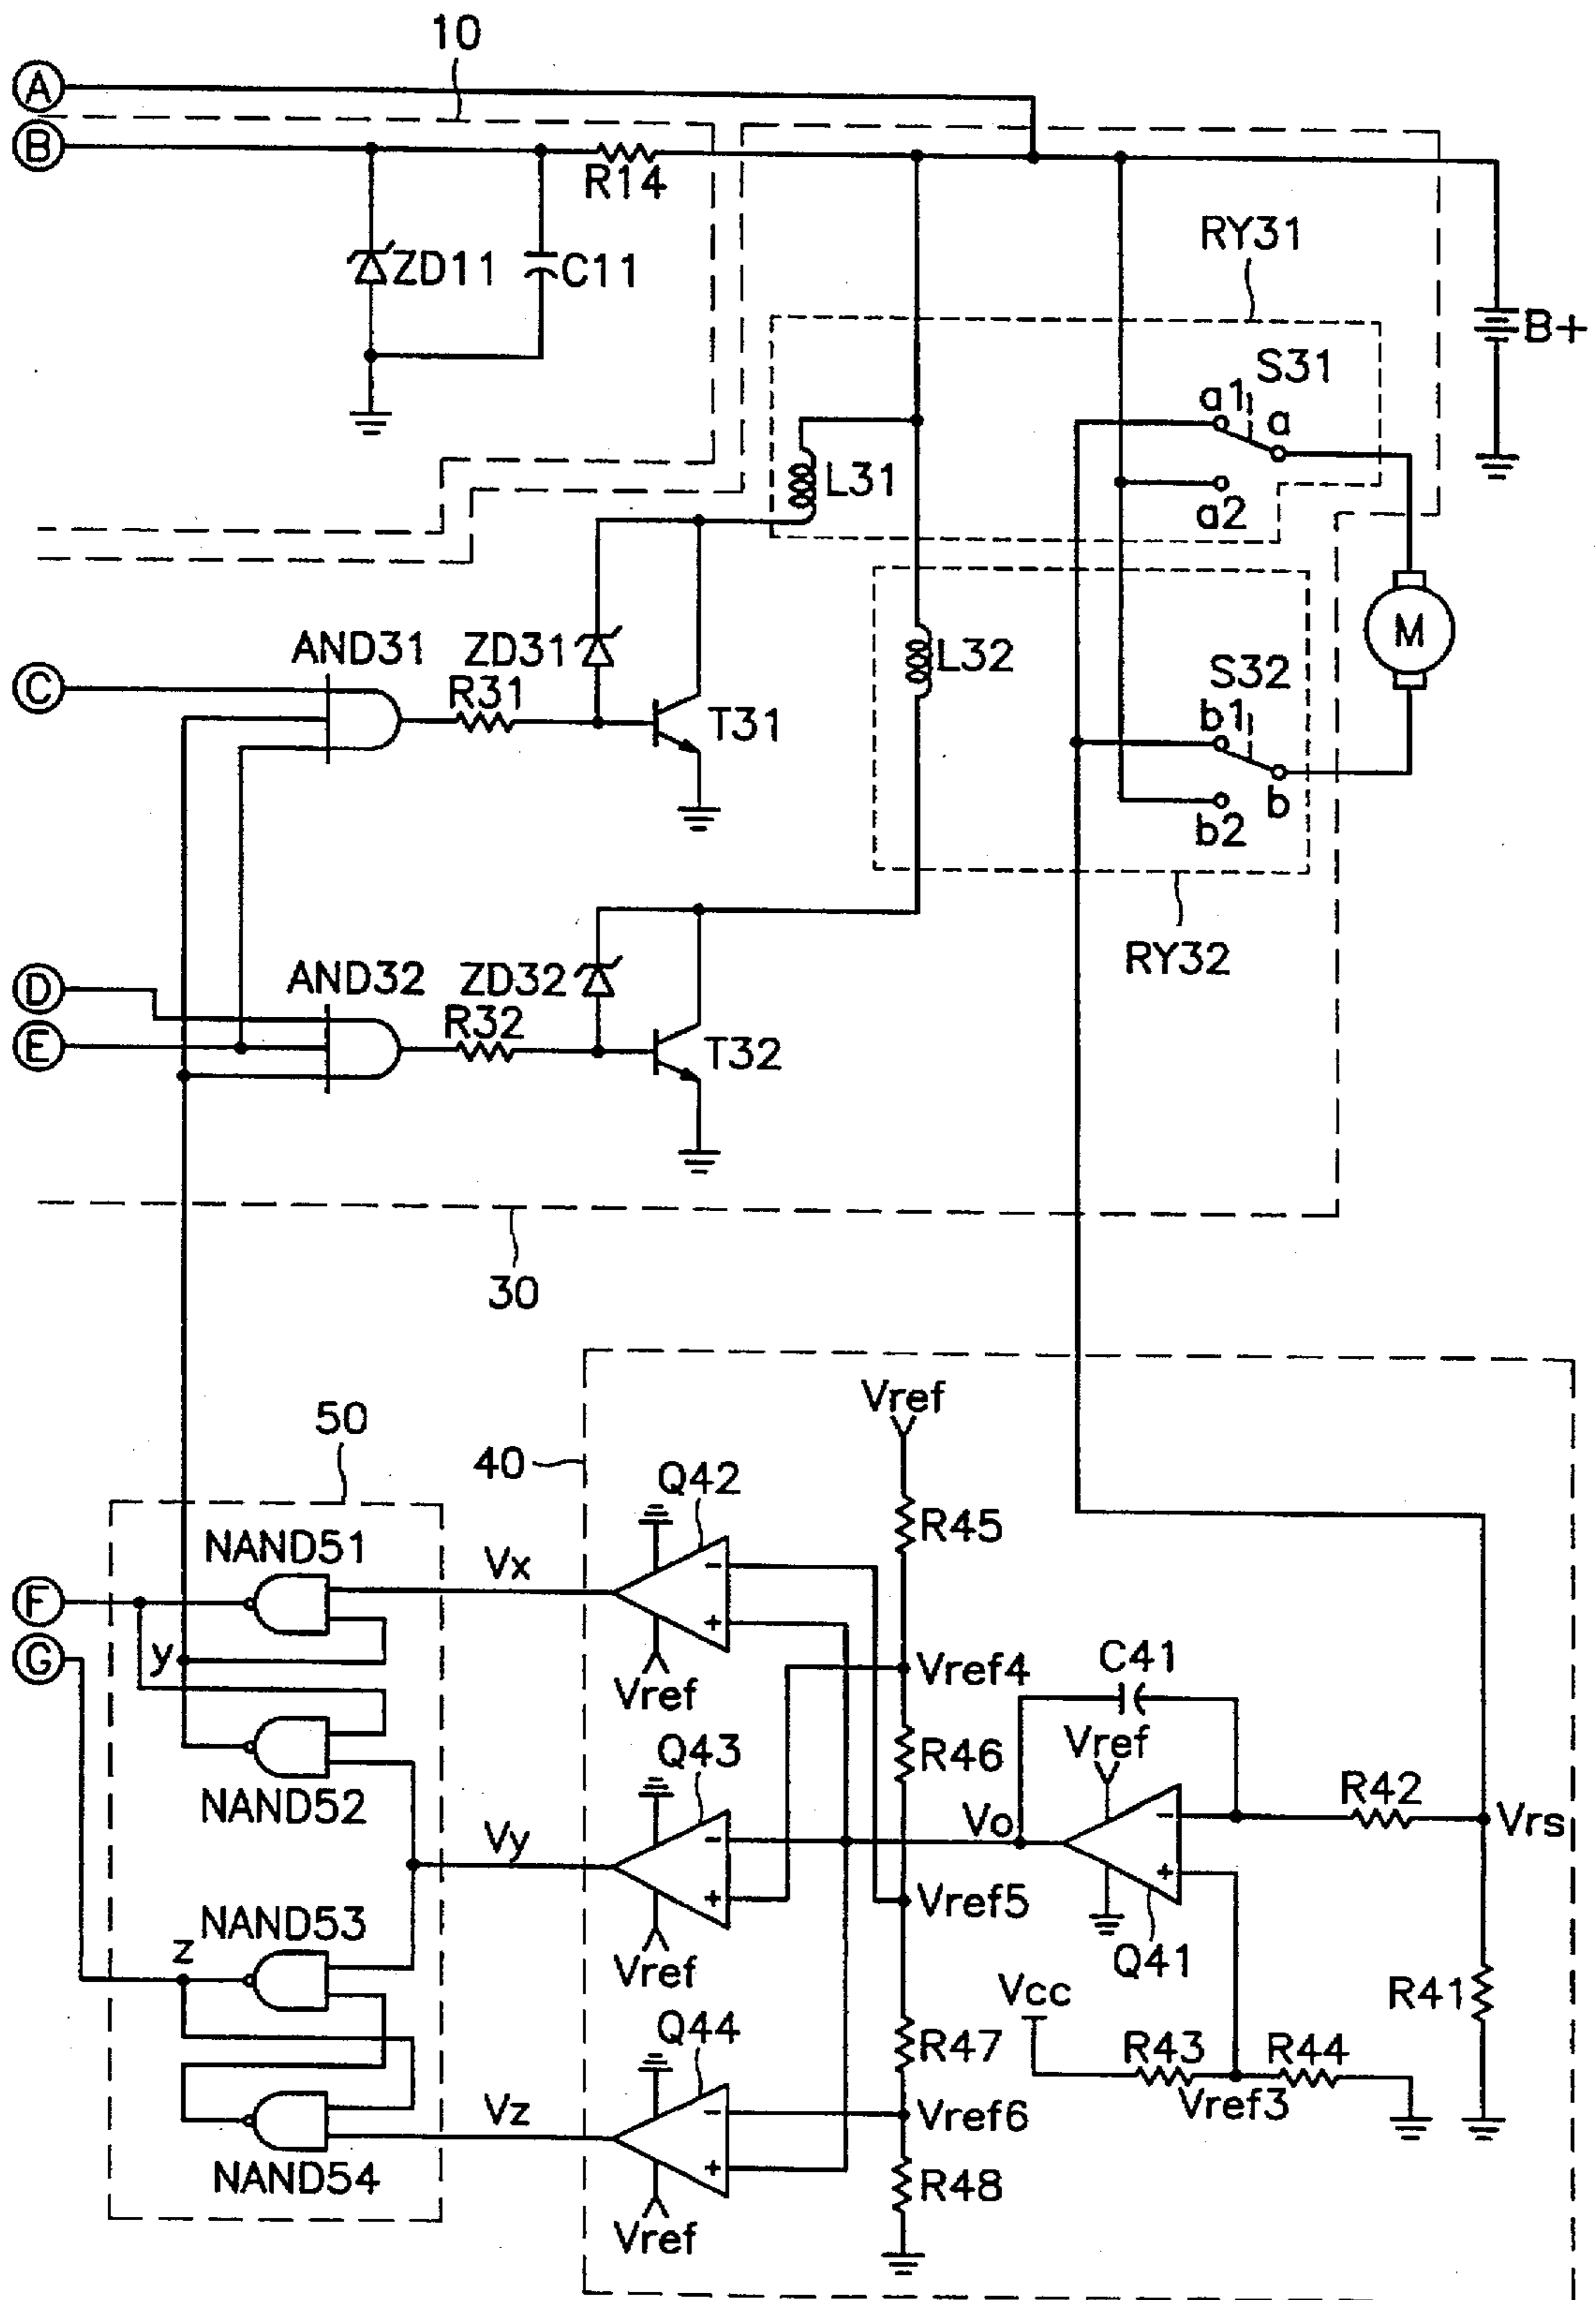 10
A
B
R14
RY31
ZD11
C11
B+
S31
a1
a
L31
a2
AND31
ZD31
L32
M
C
R31
S32
T31
b1
b
b2
AND32
ZD32
RY32
D
R32
E
T32
30
Vref
50
40
Q42
R45
NAND51
Vx
F
G
y
Vref
Vref4
C41
Q43
R46
Vref
R42
NAND52
Vy
Vo
Vrs
Vref5
NAND53
z
Vref
Q41
Vcc
R41
Q44
R47
R43
R44
Vz
Vref6
Vref3
NAND54
R48
Vref
- + - + - + - +